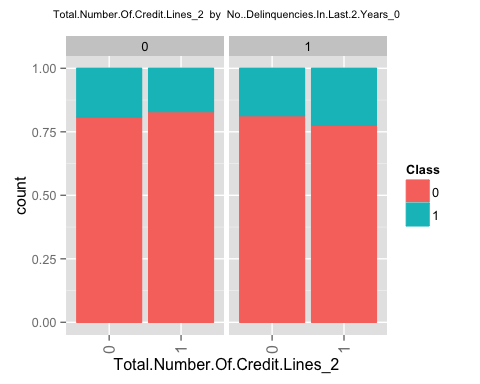 Total.Number.Of.Credit.Lines_2 by No..Delinquencies.In.Last.2.Years_0
0 1
1.00
0.75
0.50
0.25
0.00
count
0 1 0 1
Total.Number.Of.Credit.Lines_2
Class
0
1